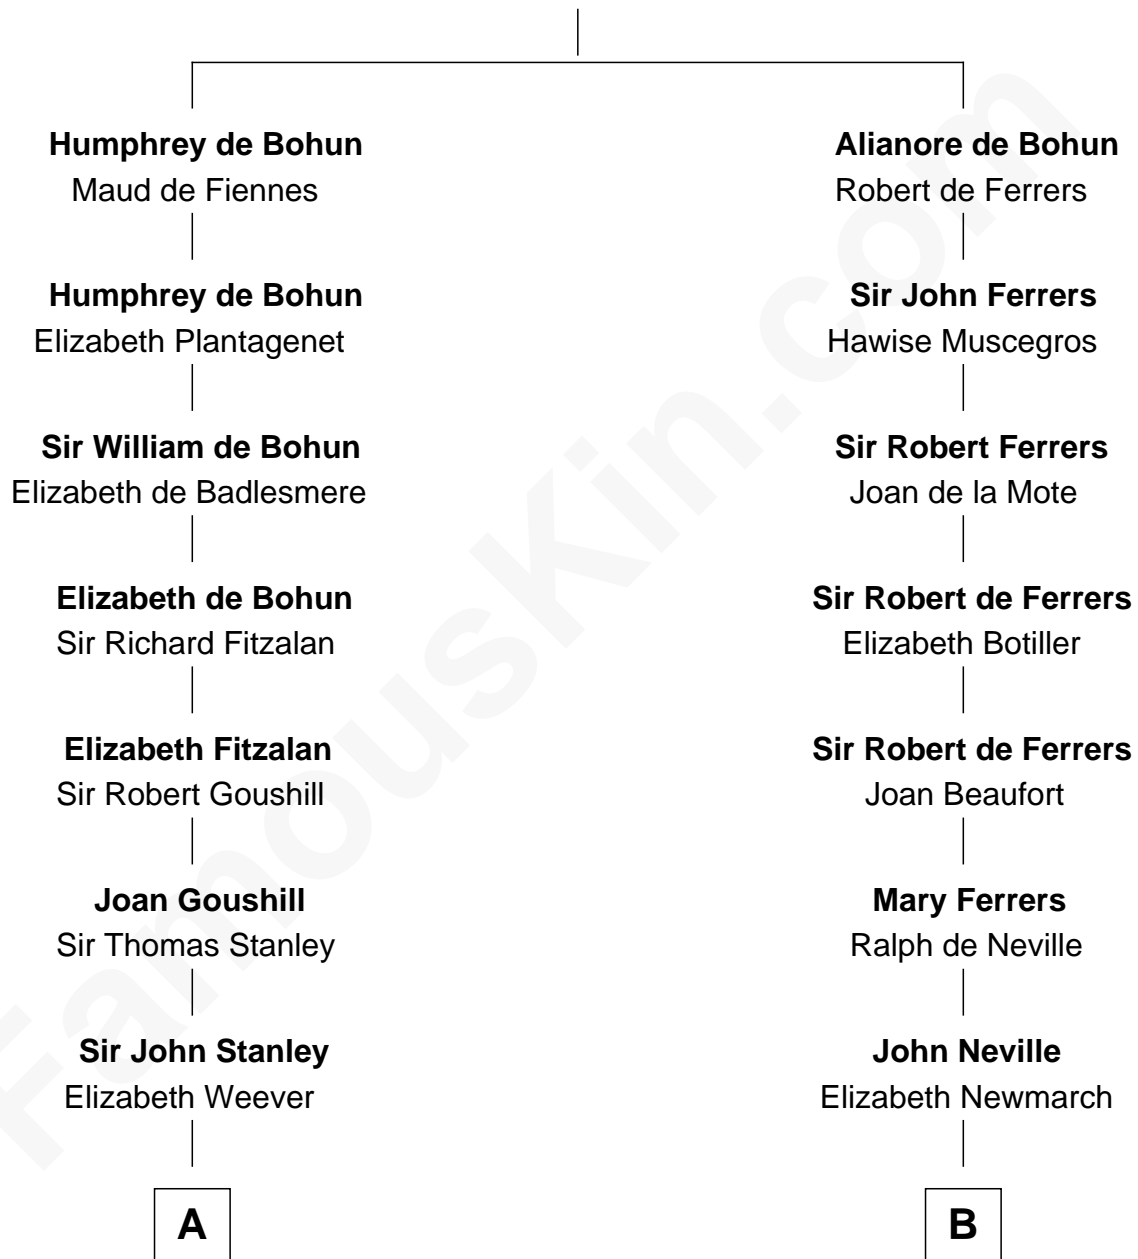 Humphrey de Bohun
Maud de Fiennes
Humphrey de Bohun
Elizabeth Plantagenet
Sir William de Bohun
Elizabeth de Badlesmere
Elizabeth de Bohun
Sir Richard Fitzalan
Elizabeth Fitzalan
Sir Robert Goushill
Joan Goushill
Sir Thomas Stanley
Sir John Stanley
Elizabeth Weever
A
Alianore de Bohun
Robert de Ferrers
Sir John Ferrers
Hawise Muscegros
Sir Robert Ferrers
Joan de la Mote
Sir Robert de Ferrers
Elizabeth Botiller
Sir Robert de Ferrers
Joan Beaufort
Mary Ferrers
Ralph de Neville
John Neville
Elizabeth Newmarch
B
FamousKin.com